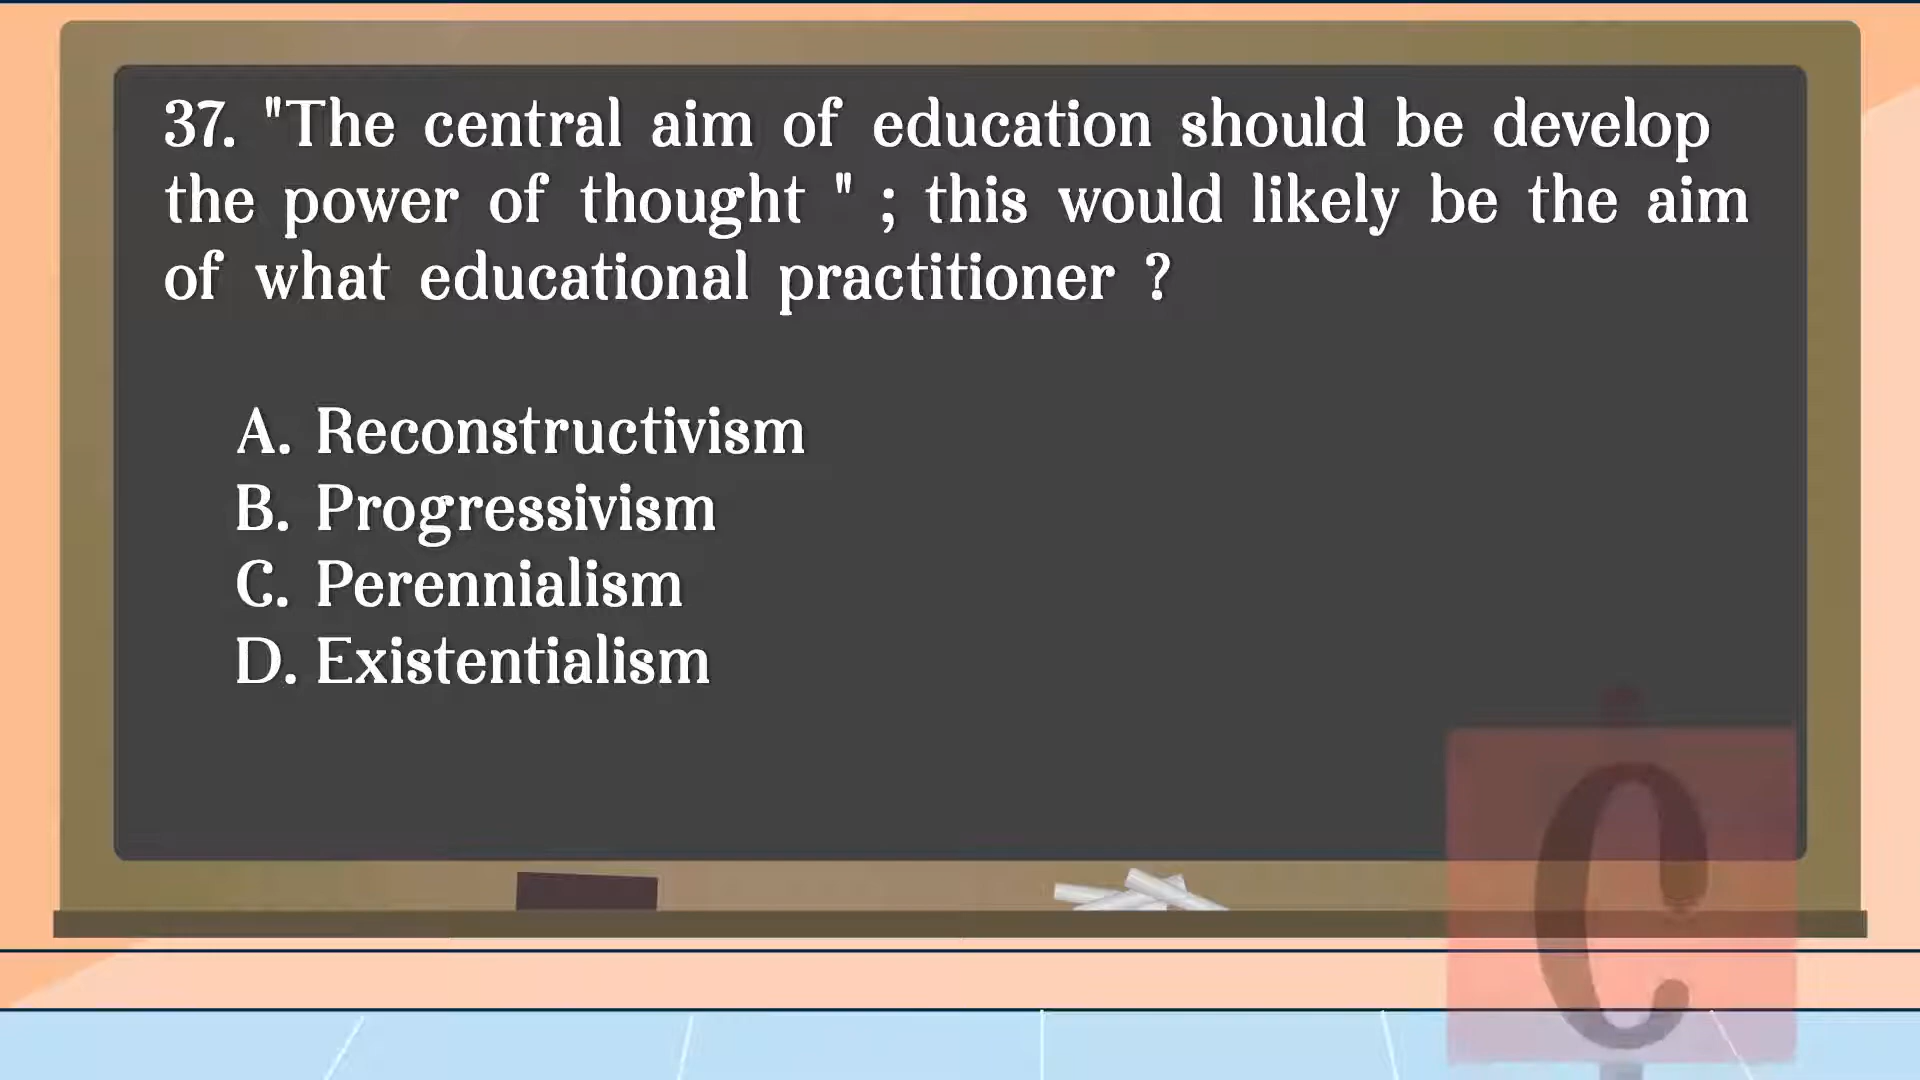 37. "The central aim of education should be develop
the power of thought " ; this would likely be the aim
of what educational practitioner ?
A. Reconstructivism
B. Progressivism
C. Perennialism
D. Existentialism
C